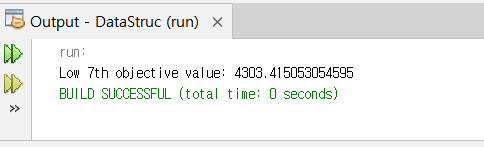 Output - DataStruc (run) ×
run:
Low 7th objective value: 4303.415053054595
BUILD SUCCESSFUL (total time: 0 seconds)
»